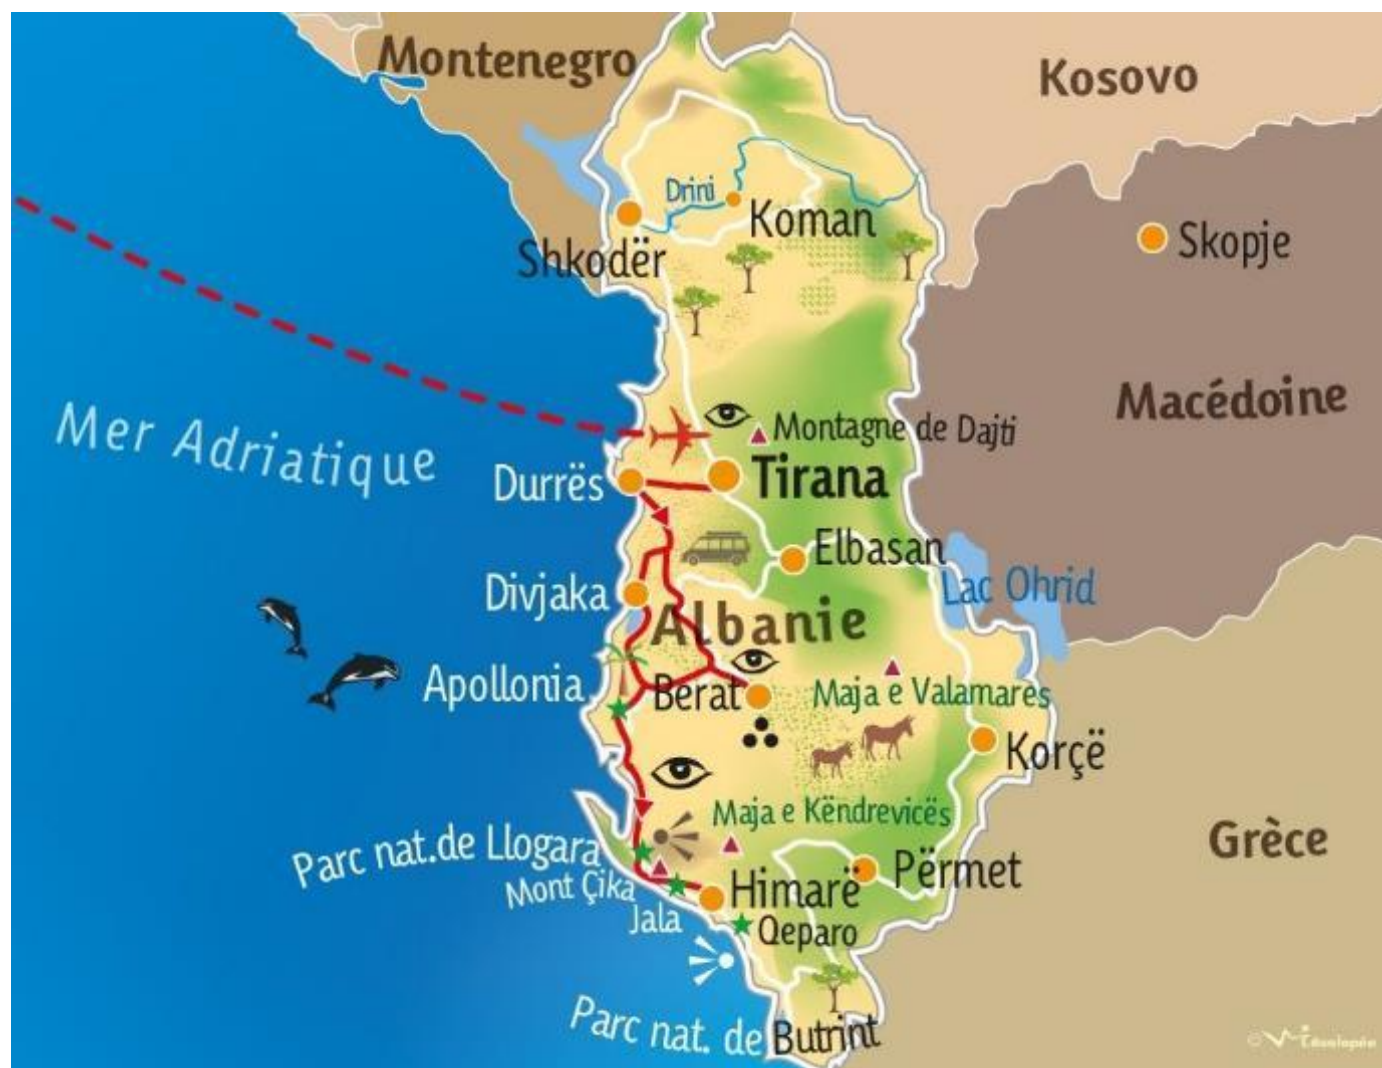 Montenegro
Kosovo
Drini
Koman
Shkodër
Skopje
Macédoine
Mer Adriatique
Montagne de Dajti
Durrës
Tirana
Elbasan
Divjaka
Lac Ohrid
Albanie
Apollonia
Berat
Maja e Valamares
Korçë
Maja e Këndrevicës
Parc nat.de Llogara
Grèce
Mont Çika
Himarë
Përmet
Jala
Qeparo
Parc nat. de Butrint